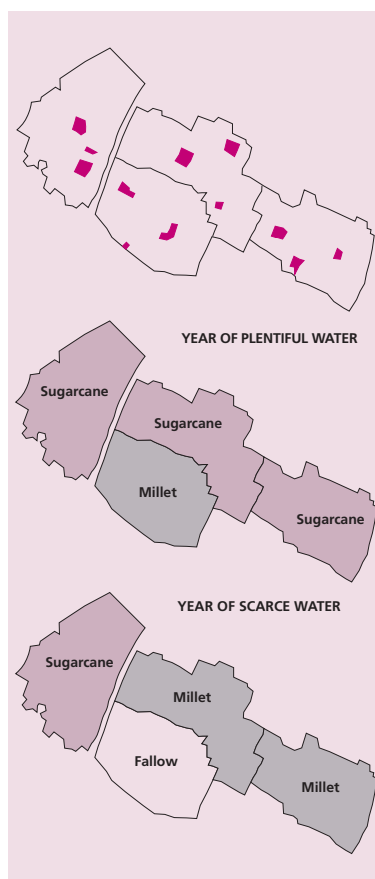 YEAR OF PLENTIFUL WATER
Sugarcane
Sugarcane
Millet
Sugarcane
YEAR OF SCARCE WATER
Sugarcane
Millet
Fallow
Millet